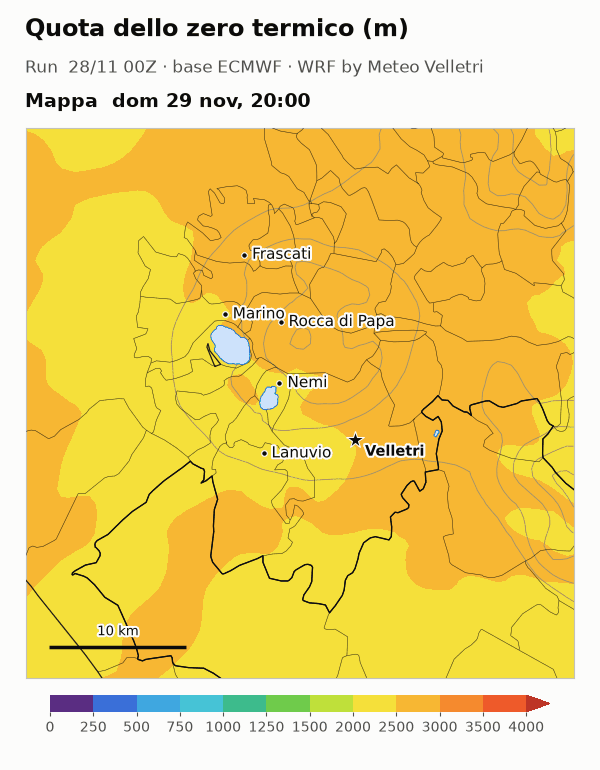 Quota dello zero termico (m)
Run  28/11 00Z · base ECMWF · WRF by Meteo Velletri
Mappa  dom 29 nov, 20:00
Frascati
Marino
Rocca di Papa
Nemi
Velletri
Lanuvio
10 km
0 250 500 750 1000 1250 1500 2000 2500 3000 3500 4000